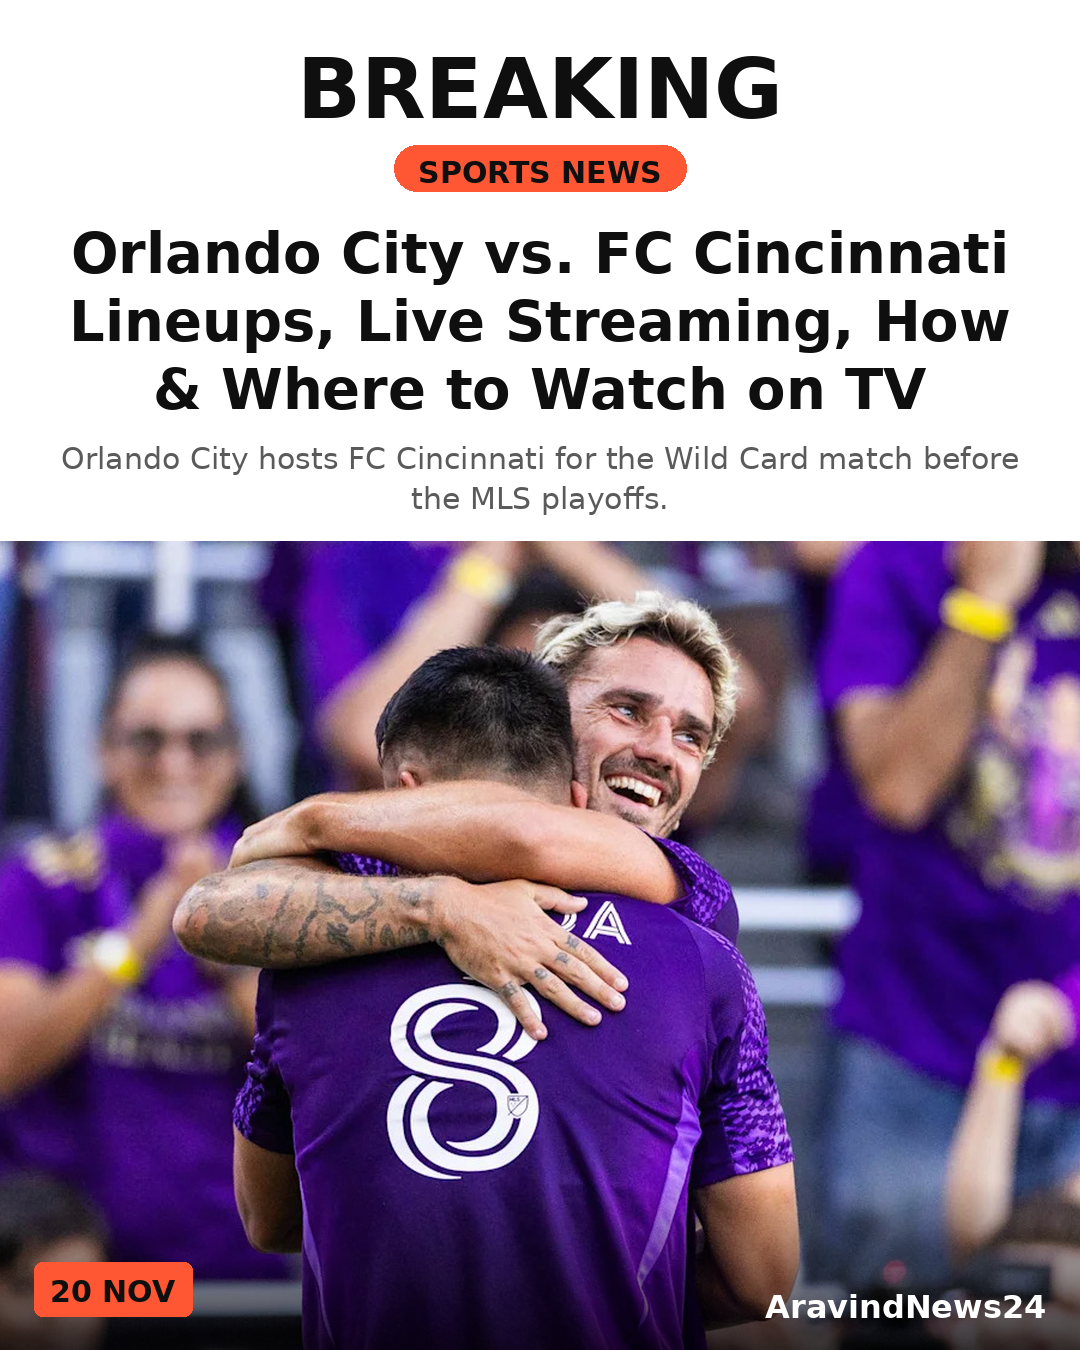 BREAKING
SPORTS NEWS
Orlando City vs. FC Cincinnati
Lineups, Live Streaming, How
& Where to Watch on TV
Orlando City hosts FC Cincinnati for the Wild Card match before
the MLS playoffs.
8
20 NOV
AravindNews24